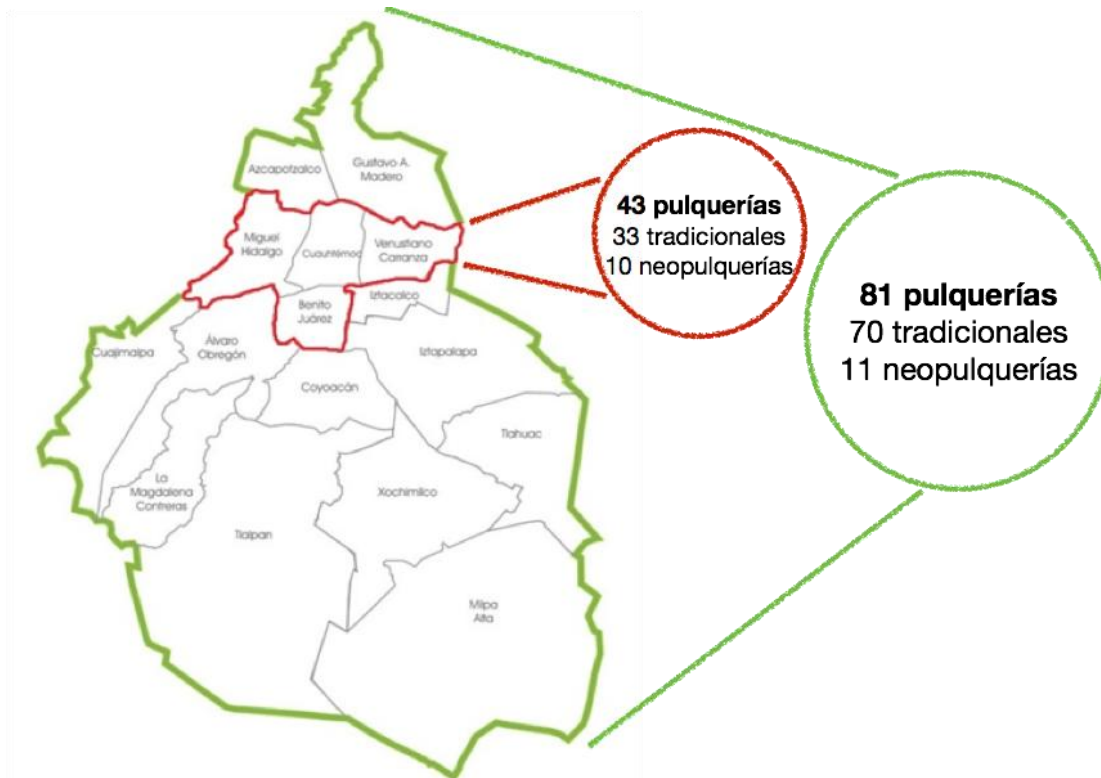 Azcapotzalco
Gustavo A.
Madero
Miguel
Hidalgo
Cuauhtémoc
Venustiano
Carranza
Benito
Juárez
Iztacalco
Cuajimalpa
Álvaro
Obregón
Iztapalapa
Coyoacán
Tlahuac
La
Magdalena
Contreras
Xochimilco
Tlalpan
Milpa
Alta
43 pulquerías
33 tradicionales
10 neopulquerías
81 pulquerías
70 tradicionales
11 neopulquerías